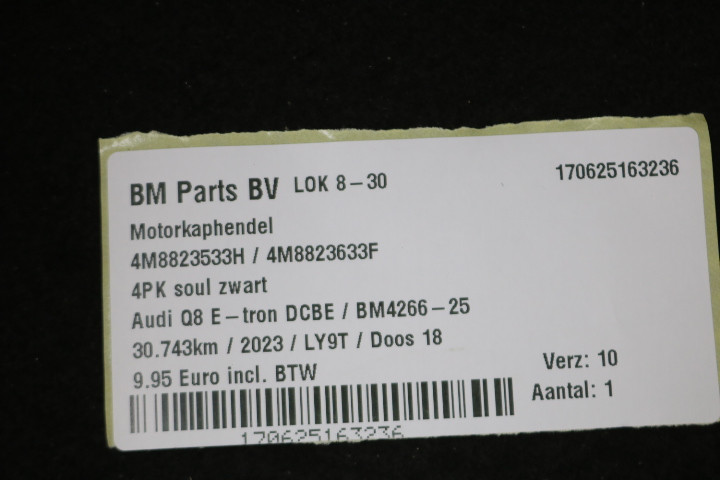 BM Parts BV LOK 8-30
170625163236
Motorkaphendel
4M8823533H / 4M8823633F
4PK soul zwart
Audi Q8 E-tron DCBE / BM4266-25
30.743km / 2023 / LY9T / Doos 18
9.95 Euro incl. BTW
Verz: 10
Aantal: 1
170625163236